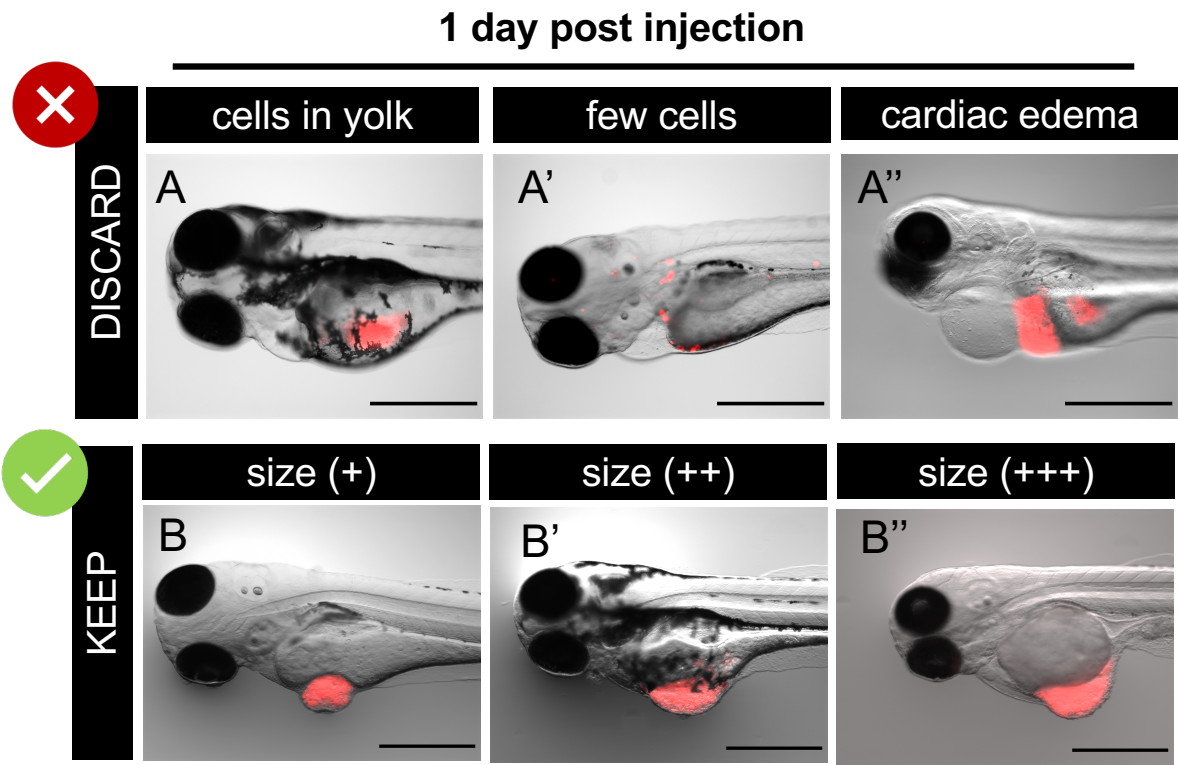 1 day post injection
DISCARD
cells in yolk
few cells
cardiac edema
A
A’
A’’
KEEP
size (+)
size (++)
size (+++)
B
B’
B’’